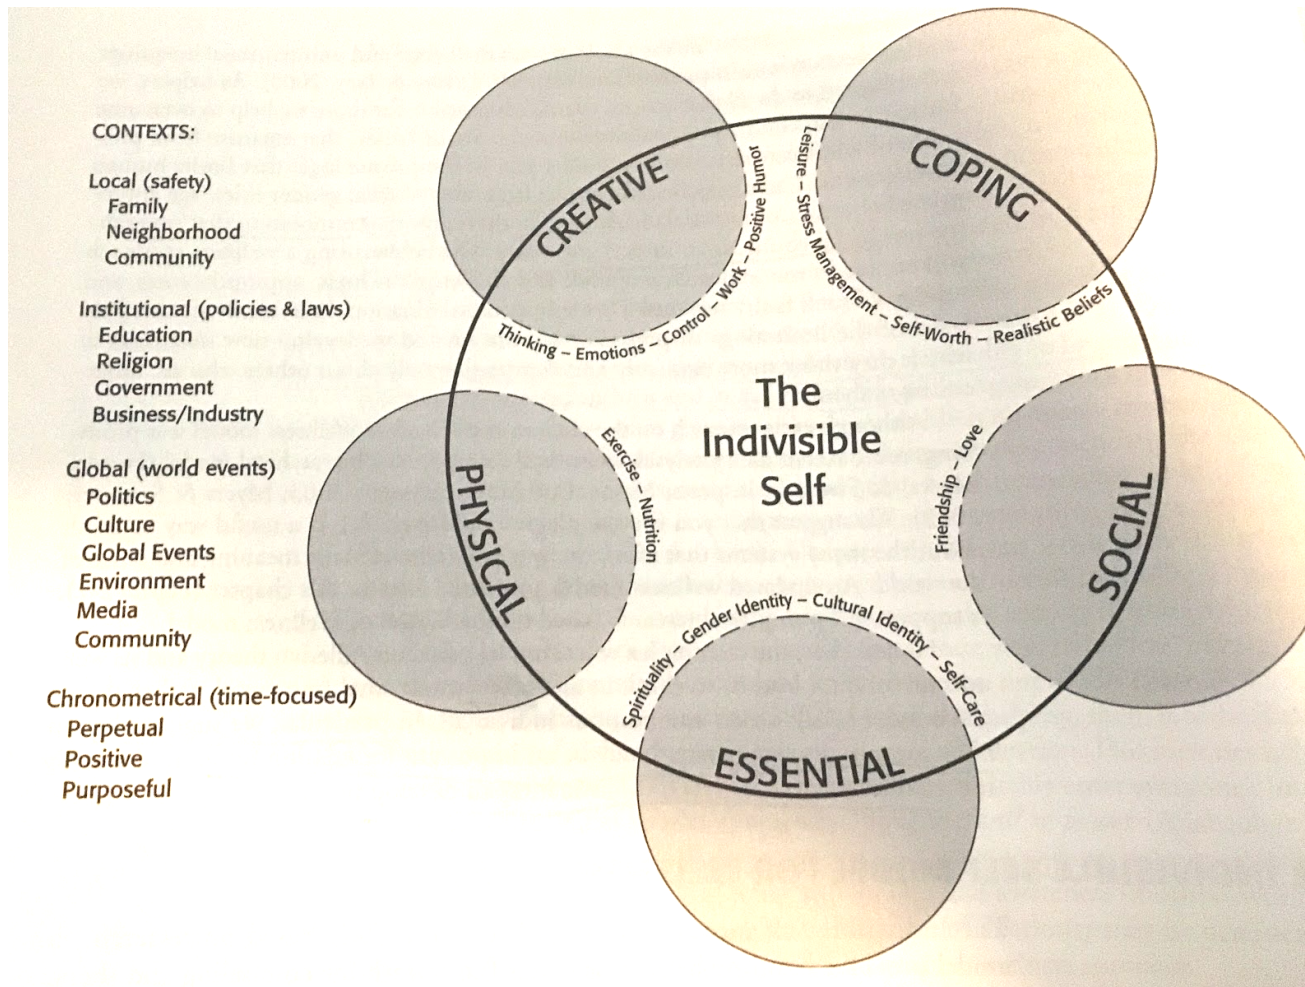 CONTEXTS:
Local (safety)
Family
Neighborhood
Community
Institutional (policies & laws)
Education
Religion
Government
Business/Industry
Global (world events)
Politics
Culture
Global Events
Environment
Media
Community
Chronometrical (time-focused)
Perpetual
Positive
Purposeful
CREATIVE
Thinking – Emotions – Control – Work – Positive Humor
COPING
Leisure – Stress Management – Self-Worth – Realistic Beliefs
The
Indivisible
Self
PHYSICAL
Exercise – Nutrition
SOCIAL
Friendship – Love
ESSENTIAL
Spirituality – Gender Identity – Cultural Identity – Self-Care